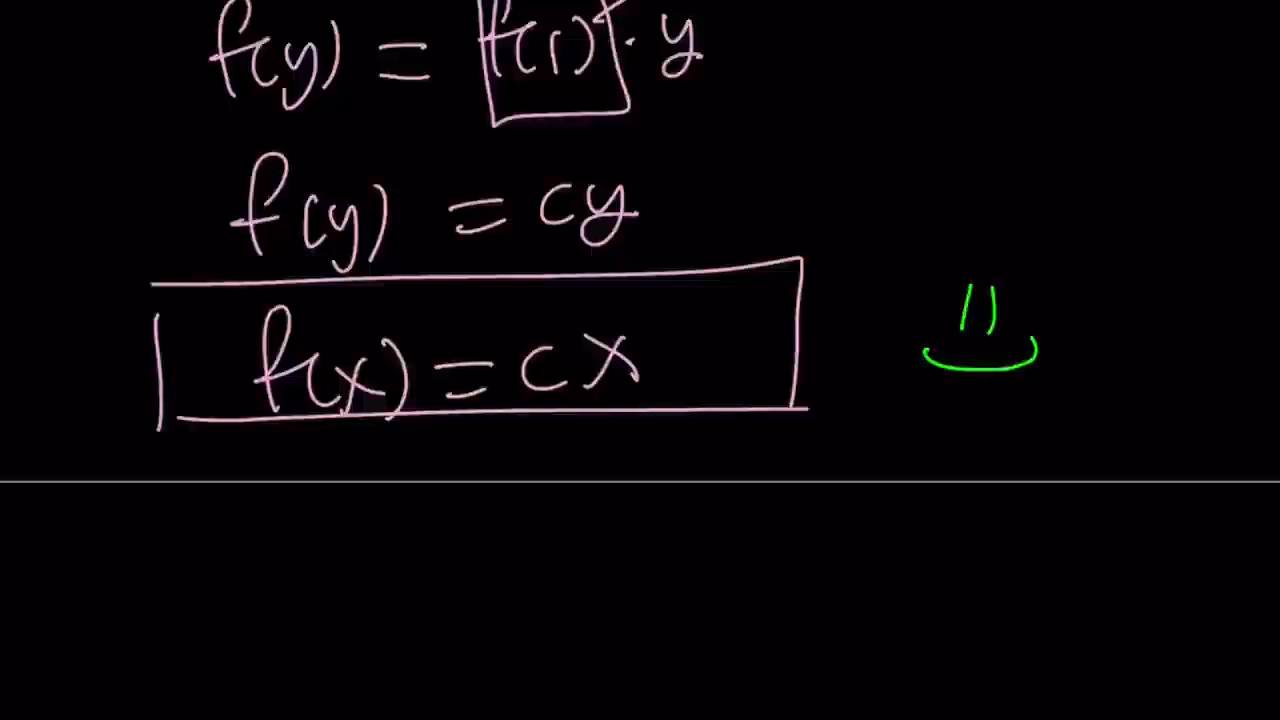 f(y) = f(1) · y
f(y) = cy
f(x) = cx